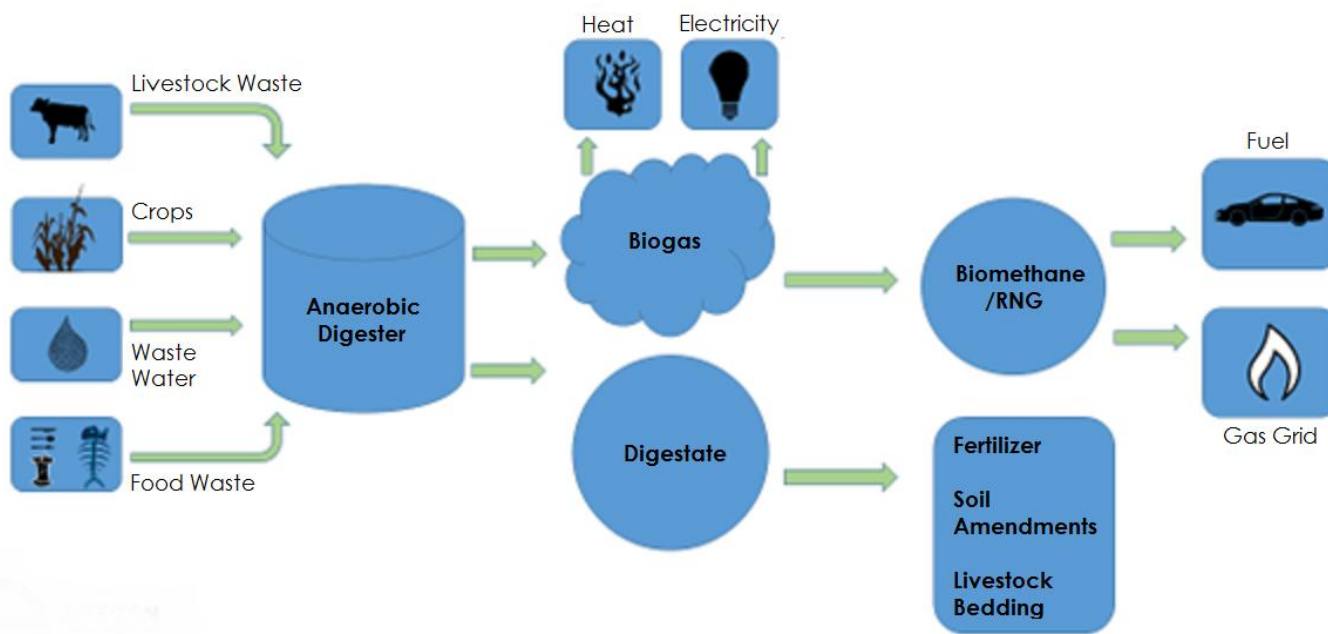 Heat
Electricity
Livestock Waste
Crops
Waste
Water
Food Waste
Anaerobic
Digester
Biogas
Digestate
Biomethane
/RNG
Fuel
Gas Grid
Fertilizer
Soil
Amendments
Livestock
Bedding